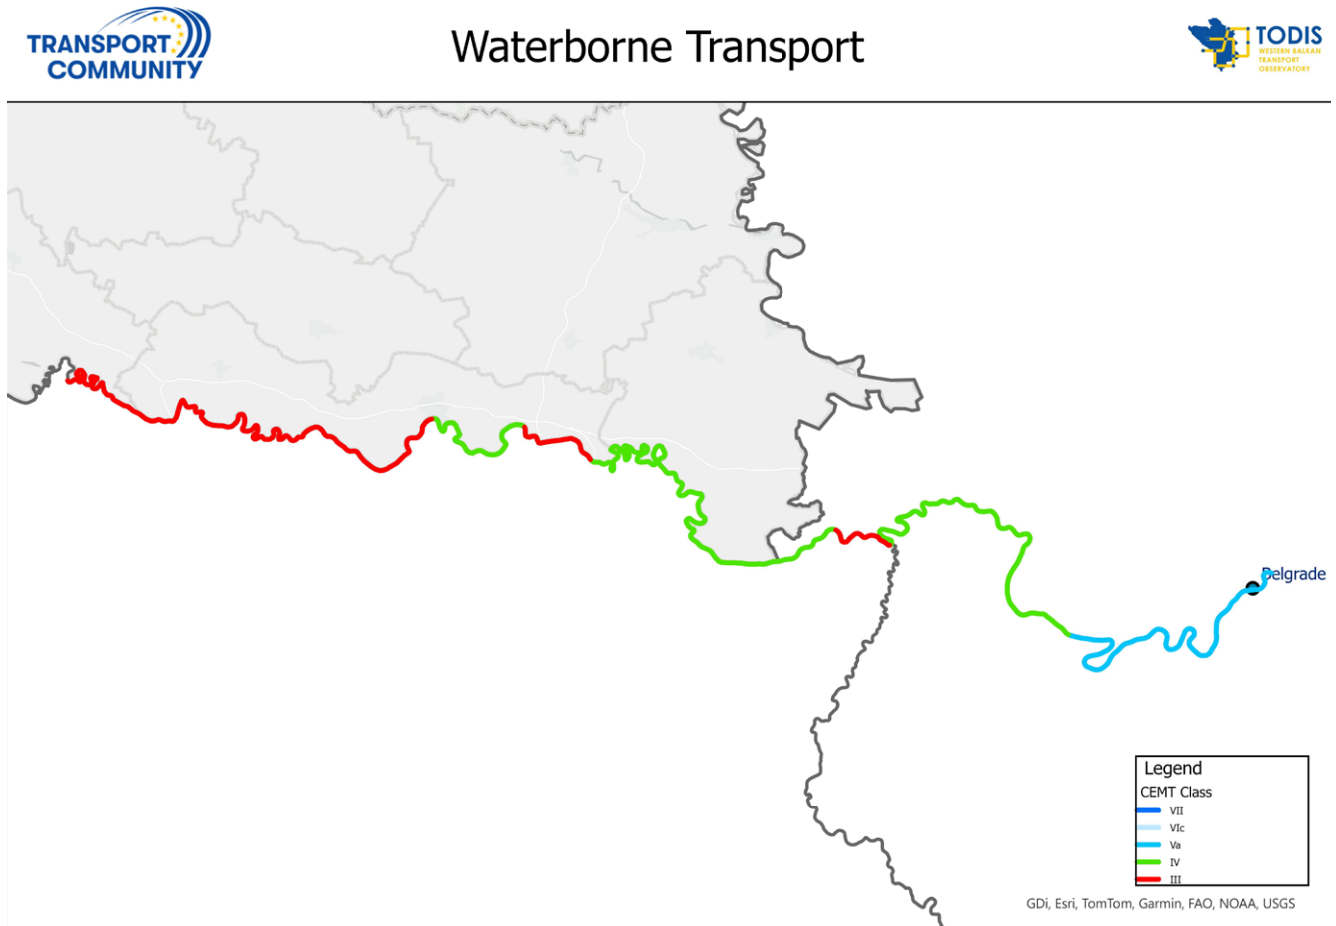 TRANSPORT
COMMUNITY
Waterborne Transport
TODIS
WESTERN BALKAN
TRANSPORT
OBSERVATORY
Belgrade
Legend
CEMT Class
VII
VIc
Va
IV
III
GDi, Esri, TomTom, Garmin, FAO, NOAA, USGS